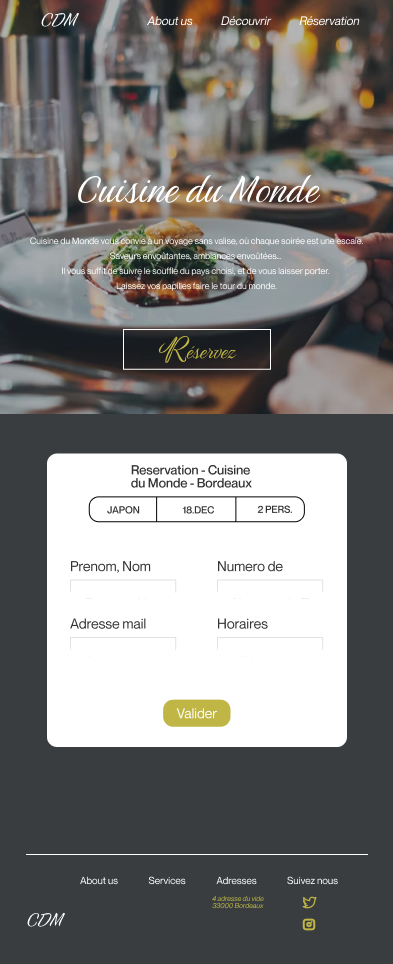 CDM
About us
Découvrir
Réservation
Cuisine du Monde
Cuisine du Monde vous convie à un voyage sans valise, où chaque soirée est une escale.
Saveurs envoûtantes, ambiances envoûtées...
Il vous suffit de suivre le souffle du pays choisi, et de vous laisser porter.
Laissez vos papilles faire le tour du monde.
Réservez
Reservation - Cuisine
du Monde - Bordeaux
JAPON
18.DEC
2 PERS.
Prenom, Nom
Numero de
Adresse mail
Horaires
Valider
About us
Services
Adresses
Suivez nous
4 adresse du vide
33000 Bordeaux
CDM